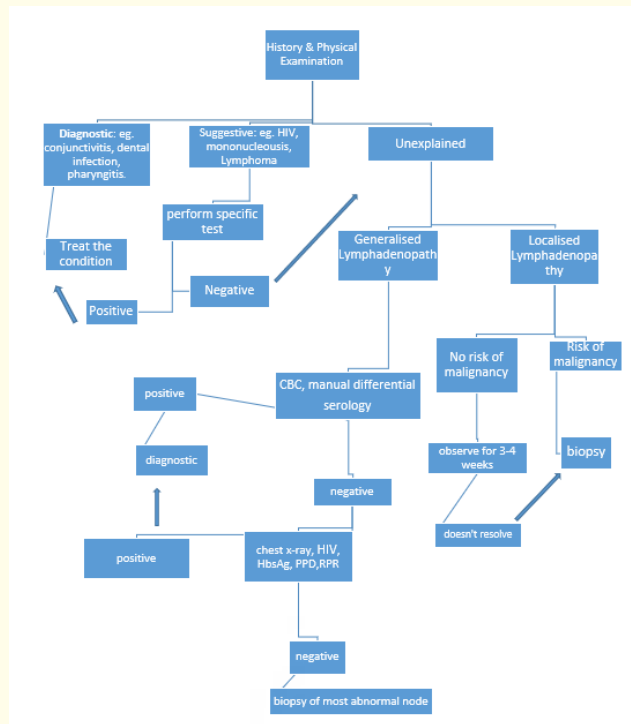 History & Physical
Examination
Diagnostic: eg.
conjunctivitis, dental
infection,
pharyngitis.
Suggestive: eg. HIV,
mononucleousis,
Lymphoma
Unexplained
perform specific
test
Treat the
condition
Positive
Negative
Generalised
Lymphadenopath
y
Localised
Lymphadenopa
thy
No risk of
malignancy
Risk of
malignancy
CBC, manual differential
serology
positive
diagnostic
observe for 3-4
weeks
biopsy
negative
doesn't resolve
positive
chest x-ray, HIV,
HbsAg, PPD,RPR
negative
biopsy of most abnormal node